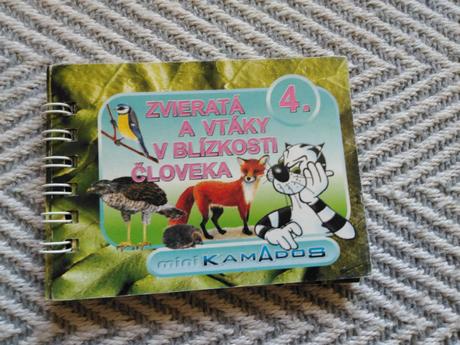 ZVIERATÁ 4.
A VTÁKY
V BLÍZKOSTI
ČLOVEKA
mini KAMADOS